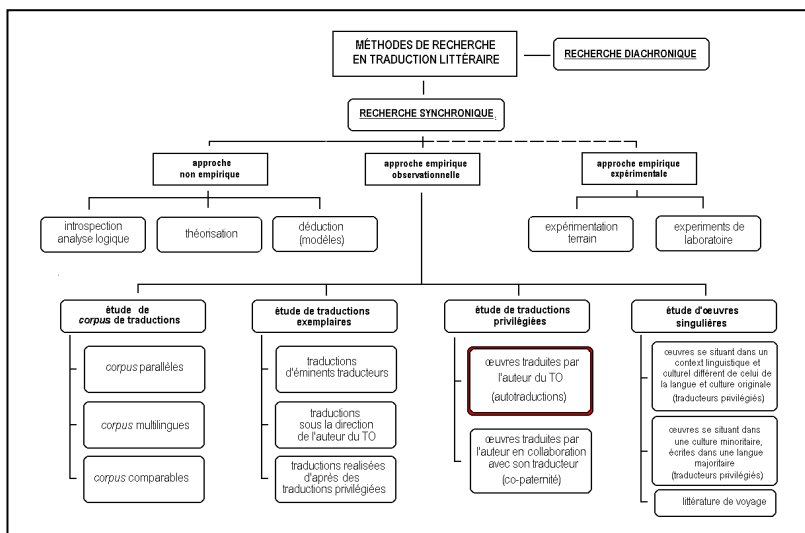 MÉTHODES DE RECHERCHE
EN TRADUCTION LITTÉRAIRE
RECHERCHE DIACHRONIQUE
RECHERCHE SYNCHRONIQUE
approche
non empirique
approche empirique
observationnelle
approche empirique
expérimentale
introspection
analyse logique
théorisation
déduction
(modèles)
expérimentation
terrain
experiments de
laboratoire
étude de
corpus de traductions
étude de traductions
exemplaires
étude de traductions
privilégiées
étude d'œuvres
singulières
corpus parallèles
corpus multilingues
corpus comparables
traductions
d'éminents traducteurs
traductions
sous la direction
de l'auteur du TO
traductions realisées
d'après des
traductions privilégiées
œuvres traduites par
l'auteur du TO
(autotraductions)
œuvres traduites par
l'auteur en collaboration
avec son traducteur
(co-paternité)
œuvres se situant dans un
context linguistique et
culturel différent de celui de
la langue et culture originale
(traducteurs privilégiés)
œuvres se situant dans
une culture minoritaire,
écrites dans une langue
majoritaire
(traducteurs privilégiés)
littérature de voyage